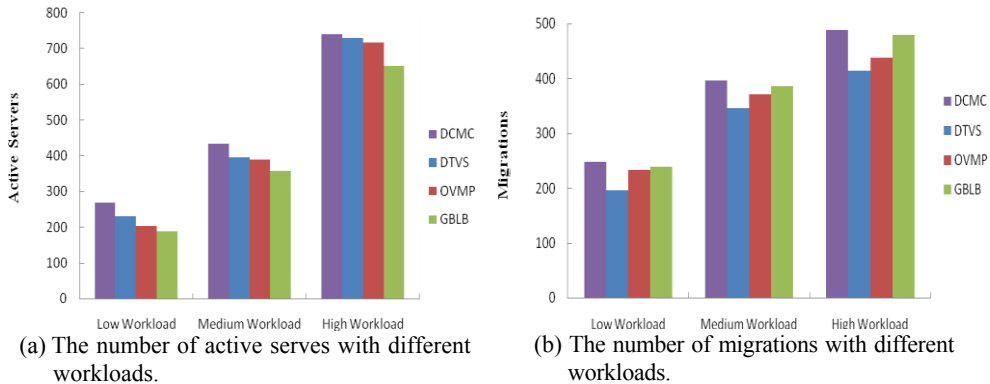 800
700
600
500
400
300
200
100
0
Active Servers
Low Workload
Medium Workload
High Workload
DCMC
DTVS
OVMP
GBLB
(a) The number of active serves with different
workloads.
500
400
300
200
100
0
Migrations
Low Workload
Medium Workload
High Workload
DCMC
DTVS
OVMP
GBLB
(b) The number of migrations with different
workloads.